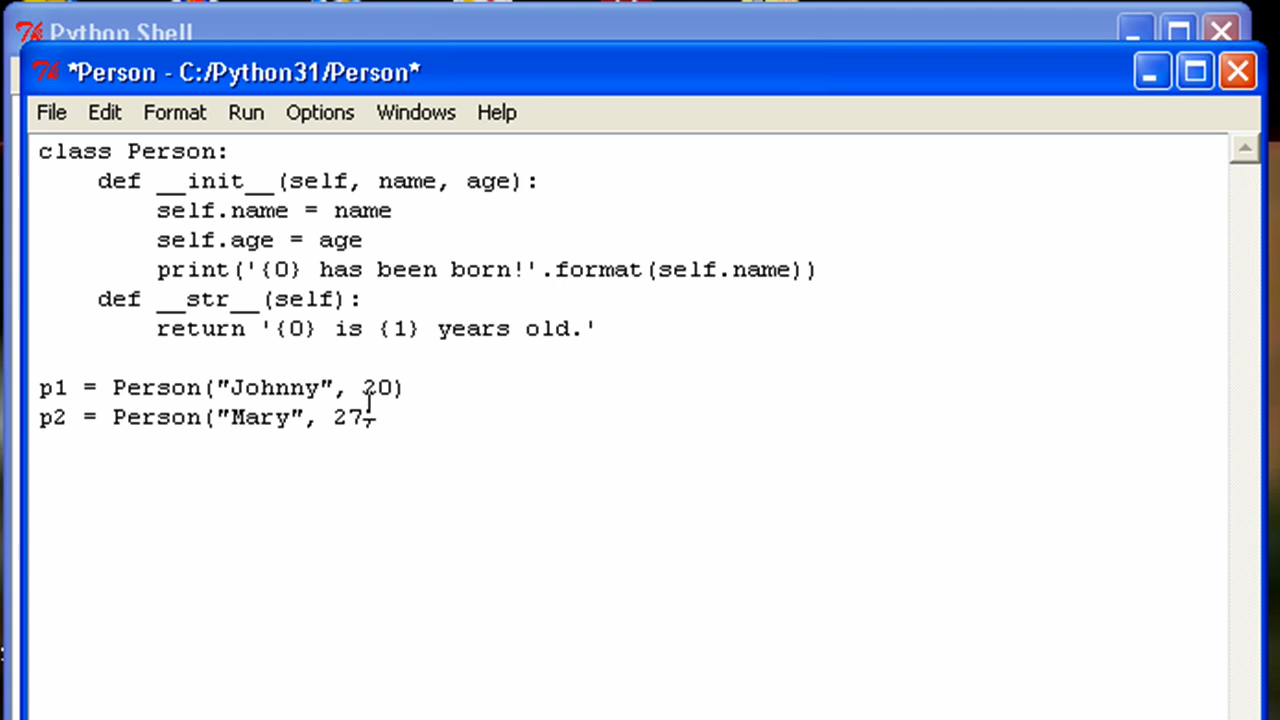 Python Shell
*Person - C:/Python31/Person*
File Edit Format Run Options Windows Help
class Person:
    def __init__(self, name, age):
        self.name = name
        self.age = age
        print('{0} has been born!'.format(self.name))
    def __str__(self):
        return '{0} is {1} years old.'
p1 = Person("Johnny", 20)
p2 = Person("Mary", 27